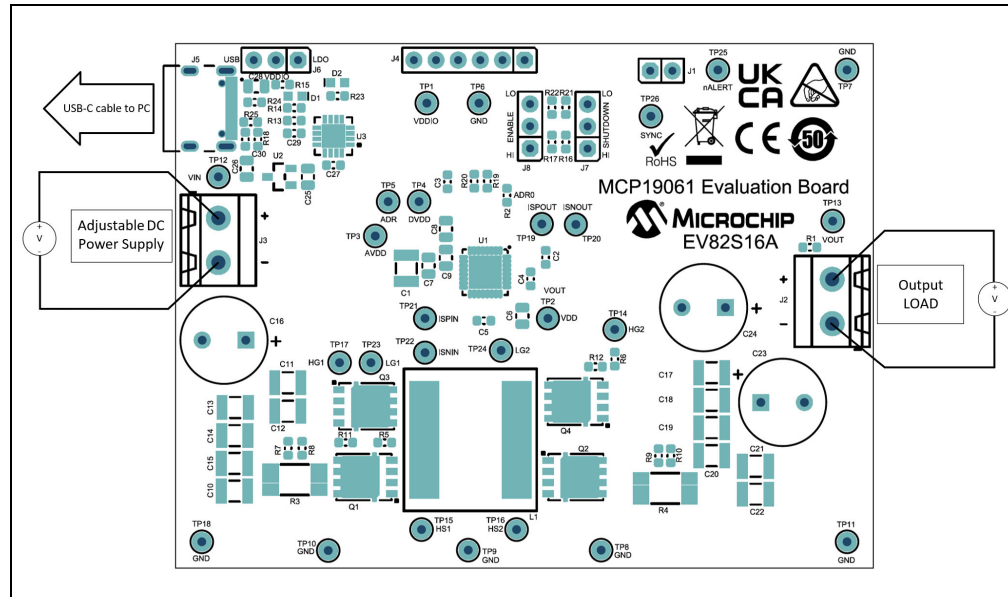 J5
USB
LDO
J6
C28
VDDIO
R15
D2
R24
R14
D1
R23
R25
R13
R18
U3
C30
C29
USB-C cable to PC
TP12
C26
U2
C27
VIN
C25
J4
TP1
VDDIO
TP6
GND
LO
ENABLE
HI
J8
R22
R21
R17
R16
LO
SHUTDOWN
HI
J7
J1
TP25
nALERT
TP26
SYNC
UK
CA
GND
TP7
RoHS
CE
50
MCP19061 Evaluation Board
MICROCHIP
EV82S16A
Adjustable DC
Power Supply
V
+
-
J3
TP5
ADR
TP4
DVDD
TP3
AVDD
C3
R20
R19
ADR0
R2
ISPOUT
ISNOUT
TP19
TP20
C8
U1
C1
C7
C9
C2
C4
VOUT
TP13
VOUT
R1
+
-
J2
Output
LOAD
V
TP21
ISPIN
C5
C6
TP2
VDD
TP14
HG2
TP22
ISNIN
TP24
LG2
C16
+
C24
+
TP17
HG1
TP23
LG1
R12
R6
C23
+
C11
C12
Q3
C13
C14
C15
C10
R11
R5
Q4
C17
C18
C19
C20
R7
R8
R3
Q1
Q2
R9
R10
R4
C21
C22
L1
TP15
HS1
TP16
HS2
TP18
GND
TP10
GND
TP9
GND
TP8
GND
TP11
GND